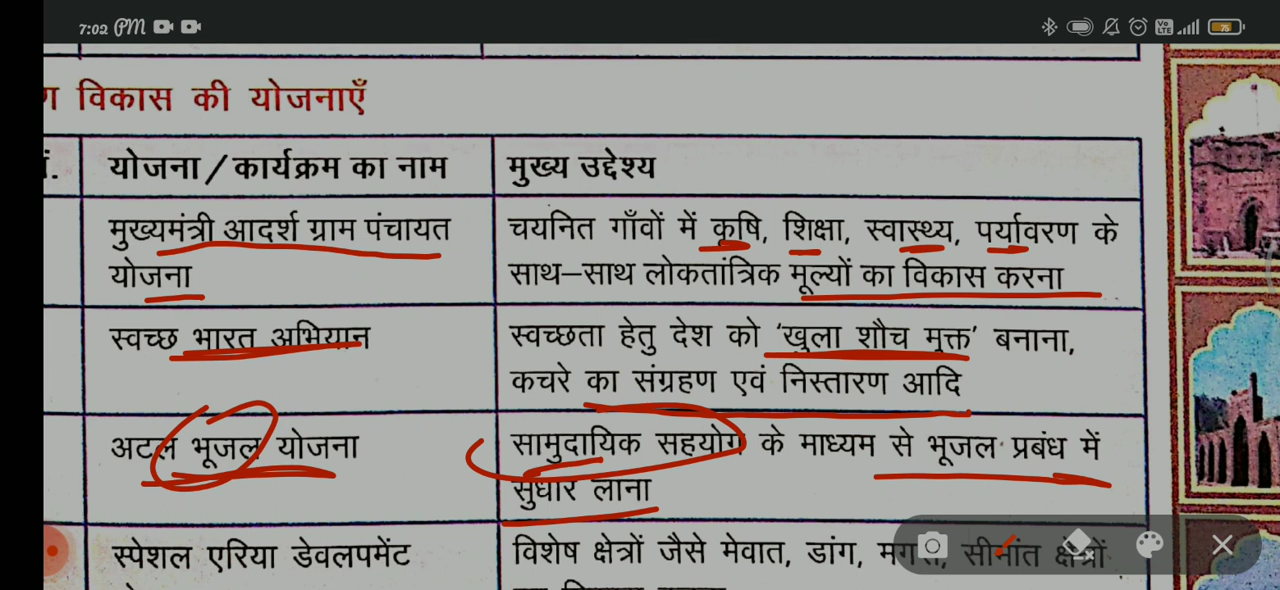 7:02 PM
75
विकास की योजनाएँ
योजना / कार्यक्रम का नाम
मुख्य उद्देश्य
मुख्यमंत्री आदर्श ग्राम पंचायत
योजना
चयनित गाँवों में कृषि, शिक्षा, स्वास्थ्य, पर्यावरण के
साथ–साथ लोकतांत्रिक मूल्यों का विकास करना
स्वच्छ भारत अभियान
स्वच्छता हेतु देश को 'खुला शौच मुक्त' बनाना,
कचरे का संग्रहण एवं निस्तारण आदि
अटल भूजल योजना
सामुदायिक सहयोग के माध्यम से भूजल प्रबंध में
सुधार लाना
स्पेशल एरिया डेवलपमेंट
विशेष क्षेत्रों जैसे मेवात, डांग, सीमांत क्षेत्रों